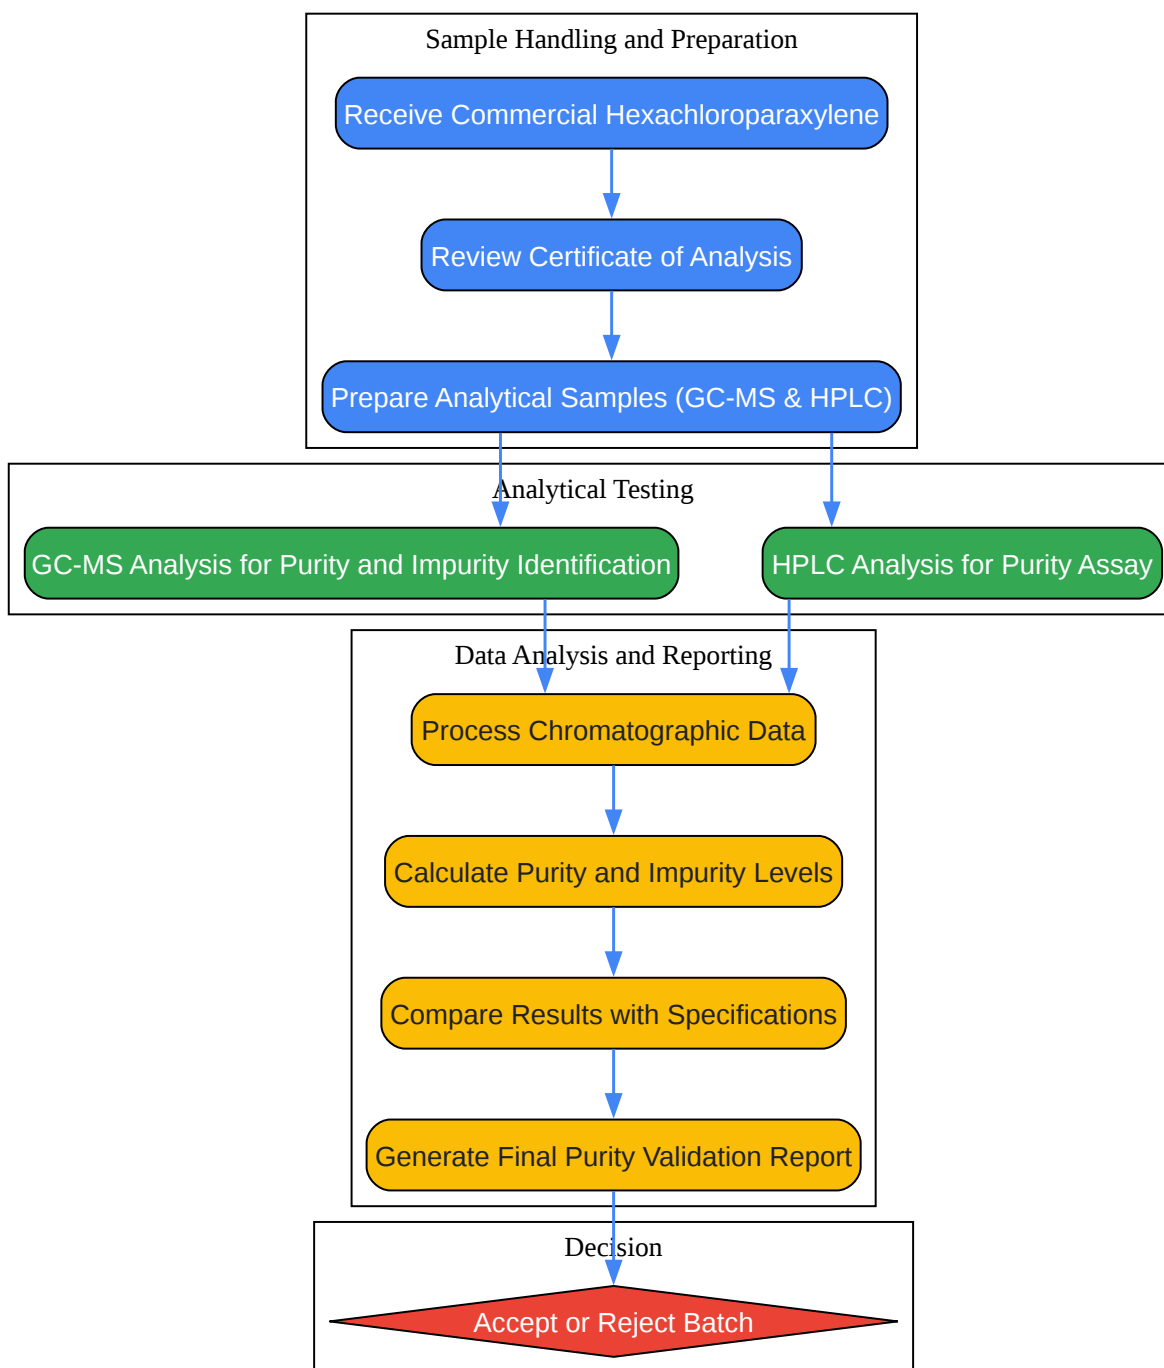 Sample Handling and Preparation
Receive Commercial Hexachloroparaxylene
Review Certificate of Analysis
Prepare Analytical Samples (GC-MS & HPLC)
Analytical Testing
GC-MS Analysis for Purity and Impurity Identification
HPLC Analysis for Purity Assay
Data Analysis and Reporting
Process Chromatographic Data
Calculate Purity and Impurity Levels
Compare Results with Specifications
Generate Final Purity Validation Report
Decision
Accept or Reject Batch